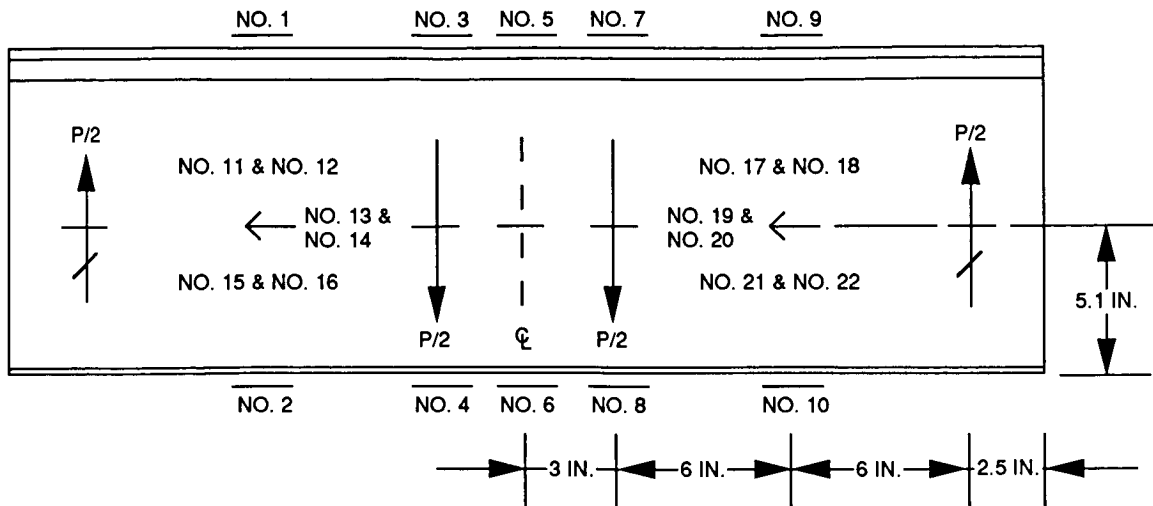 NO. 1 NO. 3 NO. 5 NO. 7 NO. 9
P/2 P/2
NO. 11 & NO. 12 NO. 17 & NO. 18
NO. 13 & NO. 19 &
NO. 14 NO. 20
NO. 15 & NO. 16 NO. 21 & NO. 22
5.1 IN.
P/2 ℄ P/2
NO. 2 NO. 4 NO. 6 NO. 8 NO. 10
3 IN. 6 IN. 6 IN. 2.5 IN.